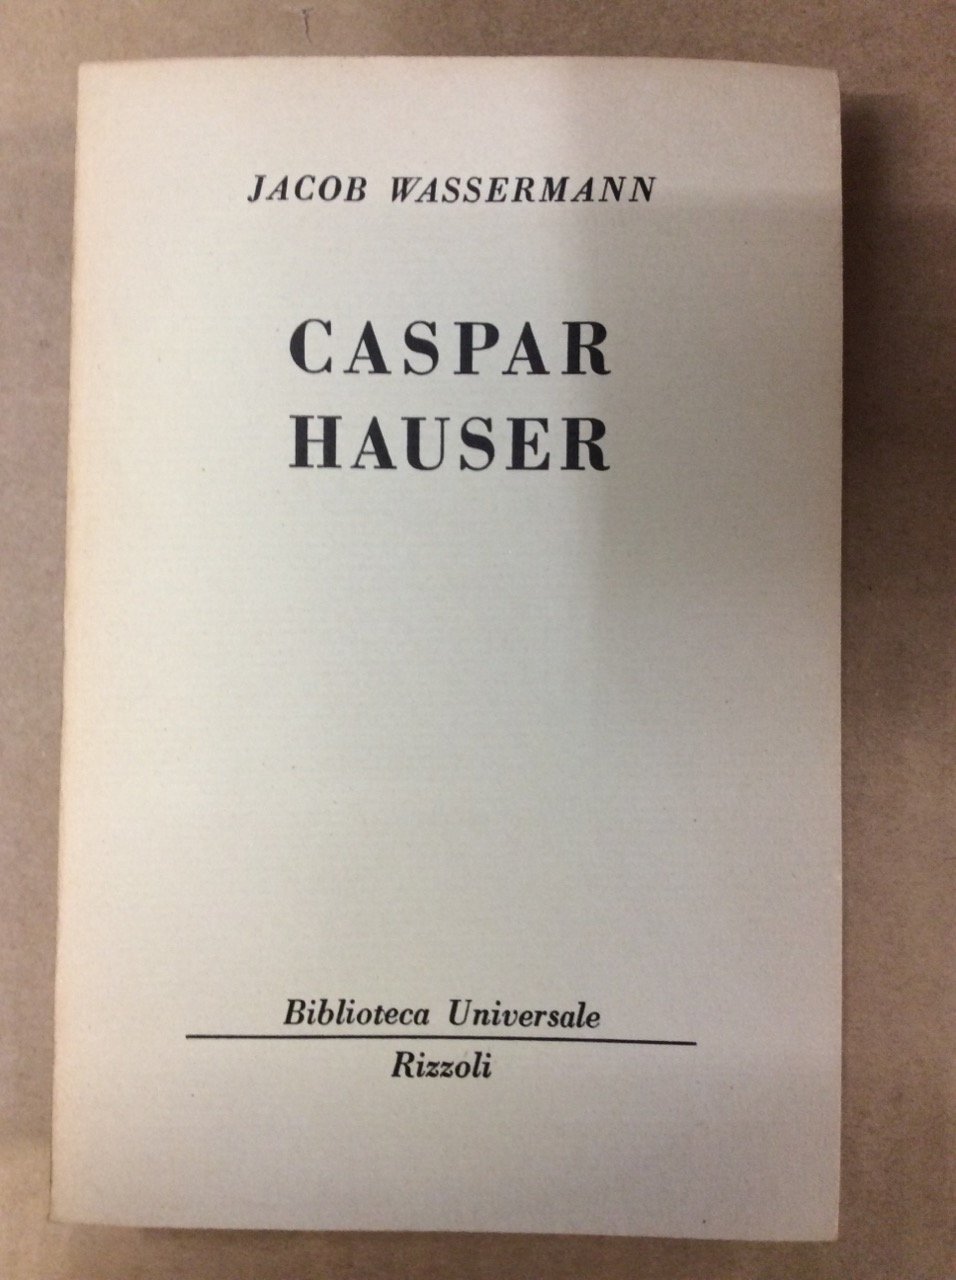 JACOB WASSERMANN
CASPAR
HAUSER
Biblioteca Universale
Rizzoli